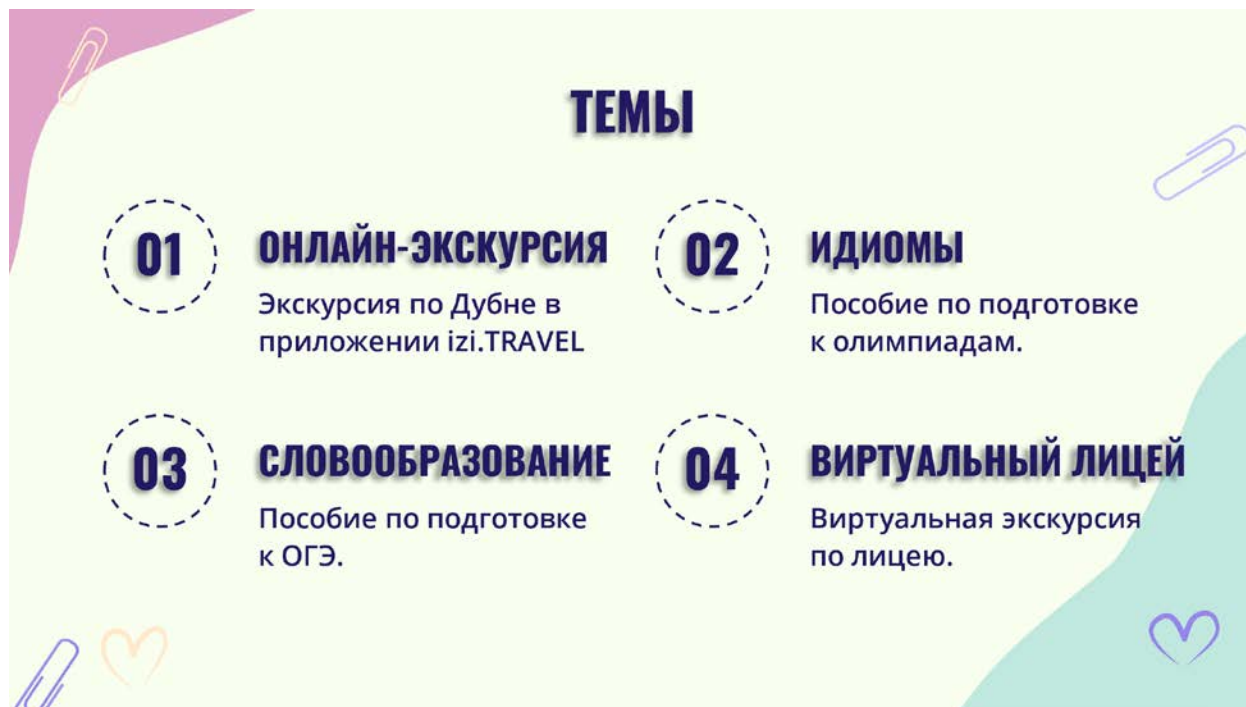 ТЕМЫ
01
ОНЛАЙН-ЭКСКУРСИЯ
Экскурсия по Дубне в
приложении izi.TRAVEL
02
ИДИОМЫ
Пособие по подготовке
к олимпиадам.
03
СЛОВООБРАЗОВАНИЕ
Пособие по подготовке
к ОГЭ.
04
ВИРТУАЛЬНЫЙ ЛИЦЕЙ
Виртуальная экскурсия
по лицею.